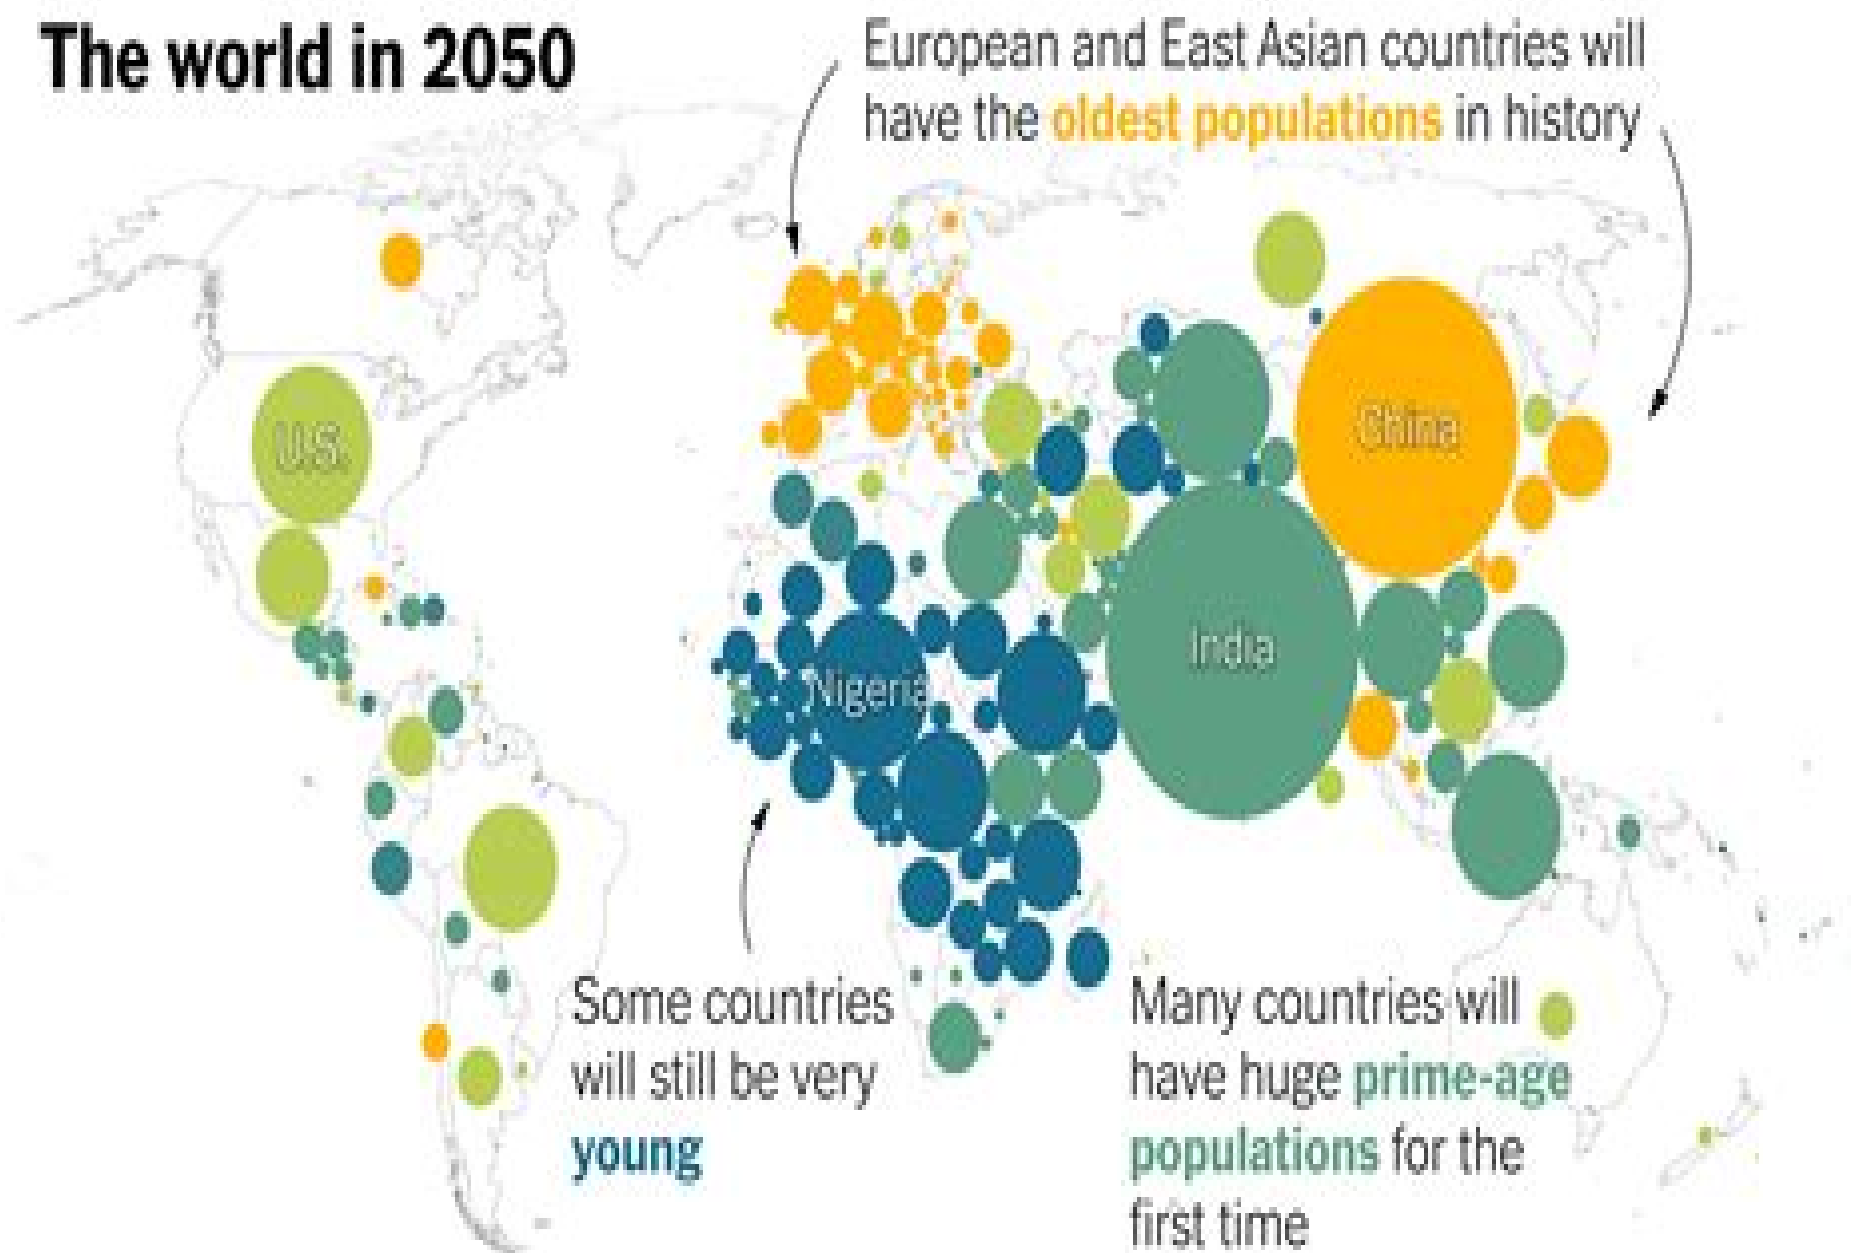 The world in 2050
European and East Asian countries will
have the oldest populations in history
U.S.
China
India
Nigeria
Some countries
will still be very
young
Many countries will
have huge prime-age
populations for the
first time